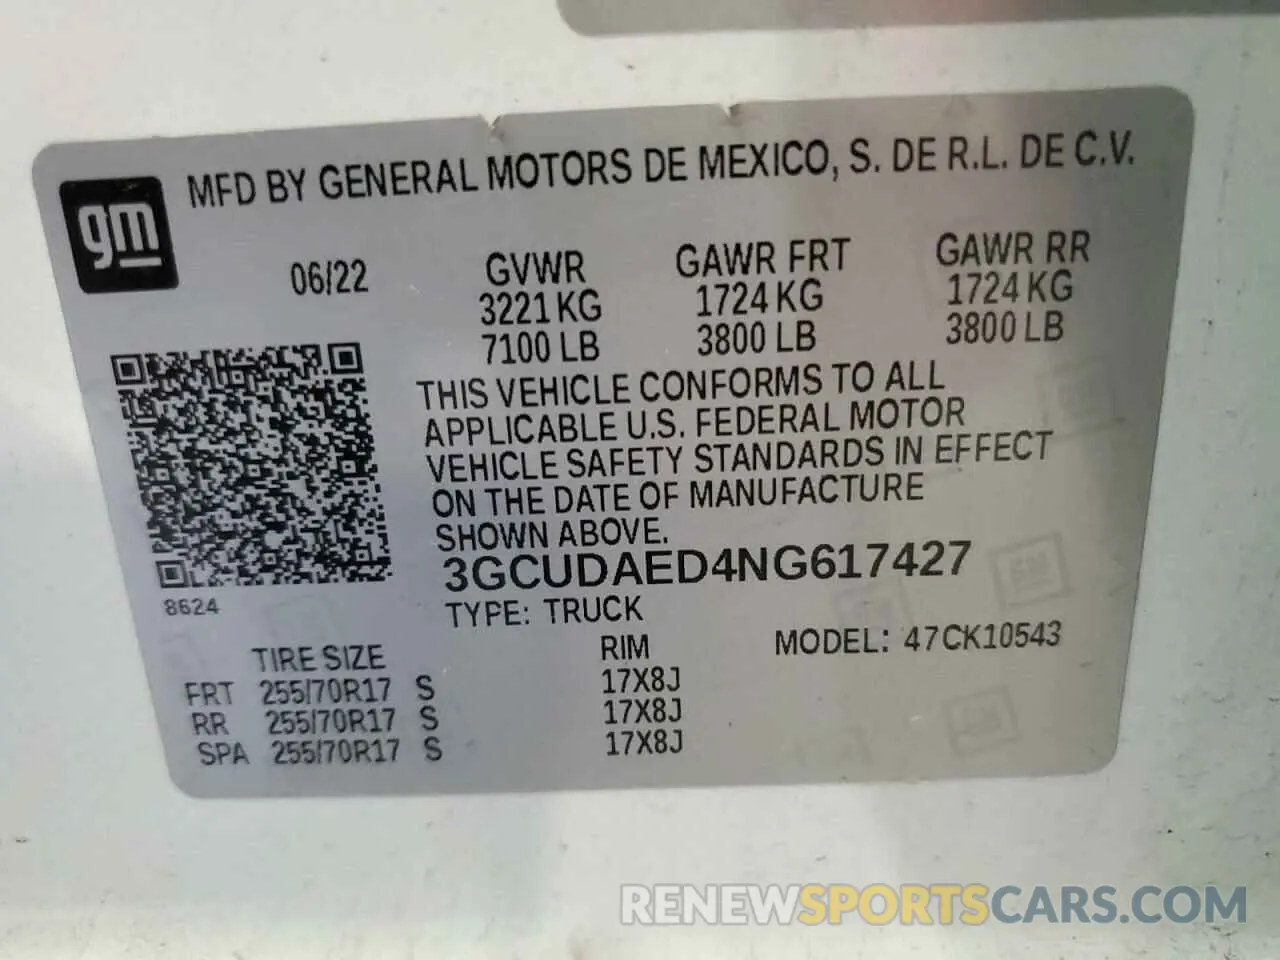 gm
MFD BY GENERAL MOTORS DE MEXICO, S. DE R.L. DE C.V.
06/22
GVWR GAWR FRT GAWR RR
3221 KG 1724 KG 1724 KG
7100 LB 3800 LB 3800 LB
THIS VEHICLE CONFORMS TO ALL
APPLICABLE U.S. FEDERAL MOTOR
VEHICLE SAFETY STANDARDS IN EFFECT
ON THE DATE OF MANUFACTURE
SHOWN ABOVE.
3GCUDAED4NG617427
8624
TYPE: TRUCK
TIRE SIZE RIM MODEL: 47CK10543
FRT 255/70R17 S 17X8J
RR 255/70R17 S 17X8J
SPA 255/70R17 S 17X8J
RENEWSPORTSCARS.COM